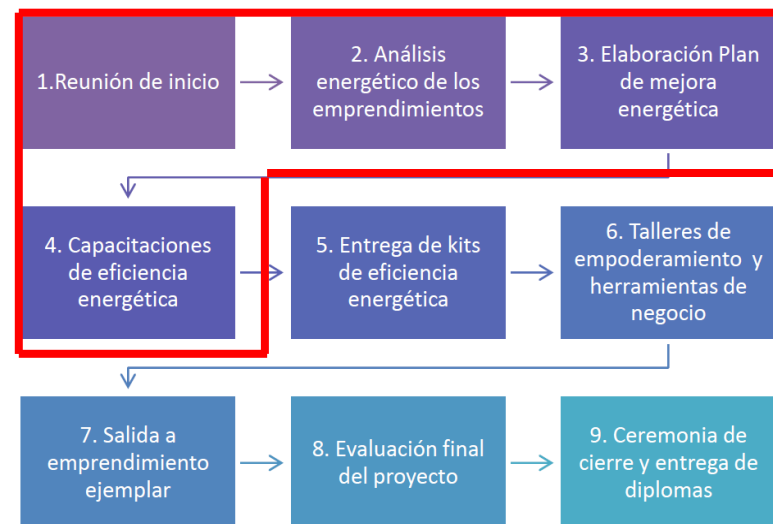 1.Reunión de inicio
2. Análisis
energético de los
emprendimientos
3. Elaboración Plan
de mejora
energética
4. Capacitaciones
de eficiencia
energética
5. Entrega de kits
de eficiencia
energética
6. Talleres de
empoderamiento y
herramientas de
negocio
7. Salida a
emprendimiento
ejemplar
8. Evaluación final
del proyecto
9. Ceremonia de
cierre y entrega de
diplomas